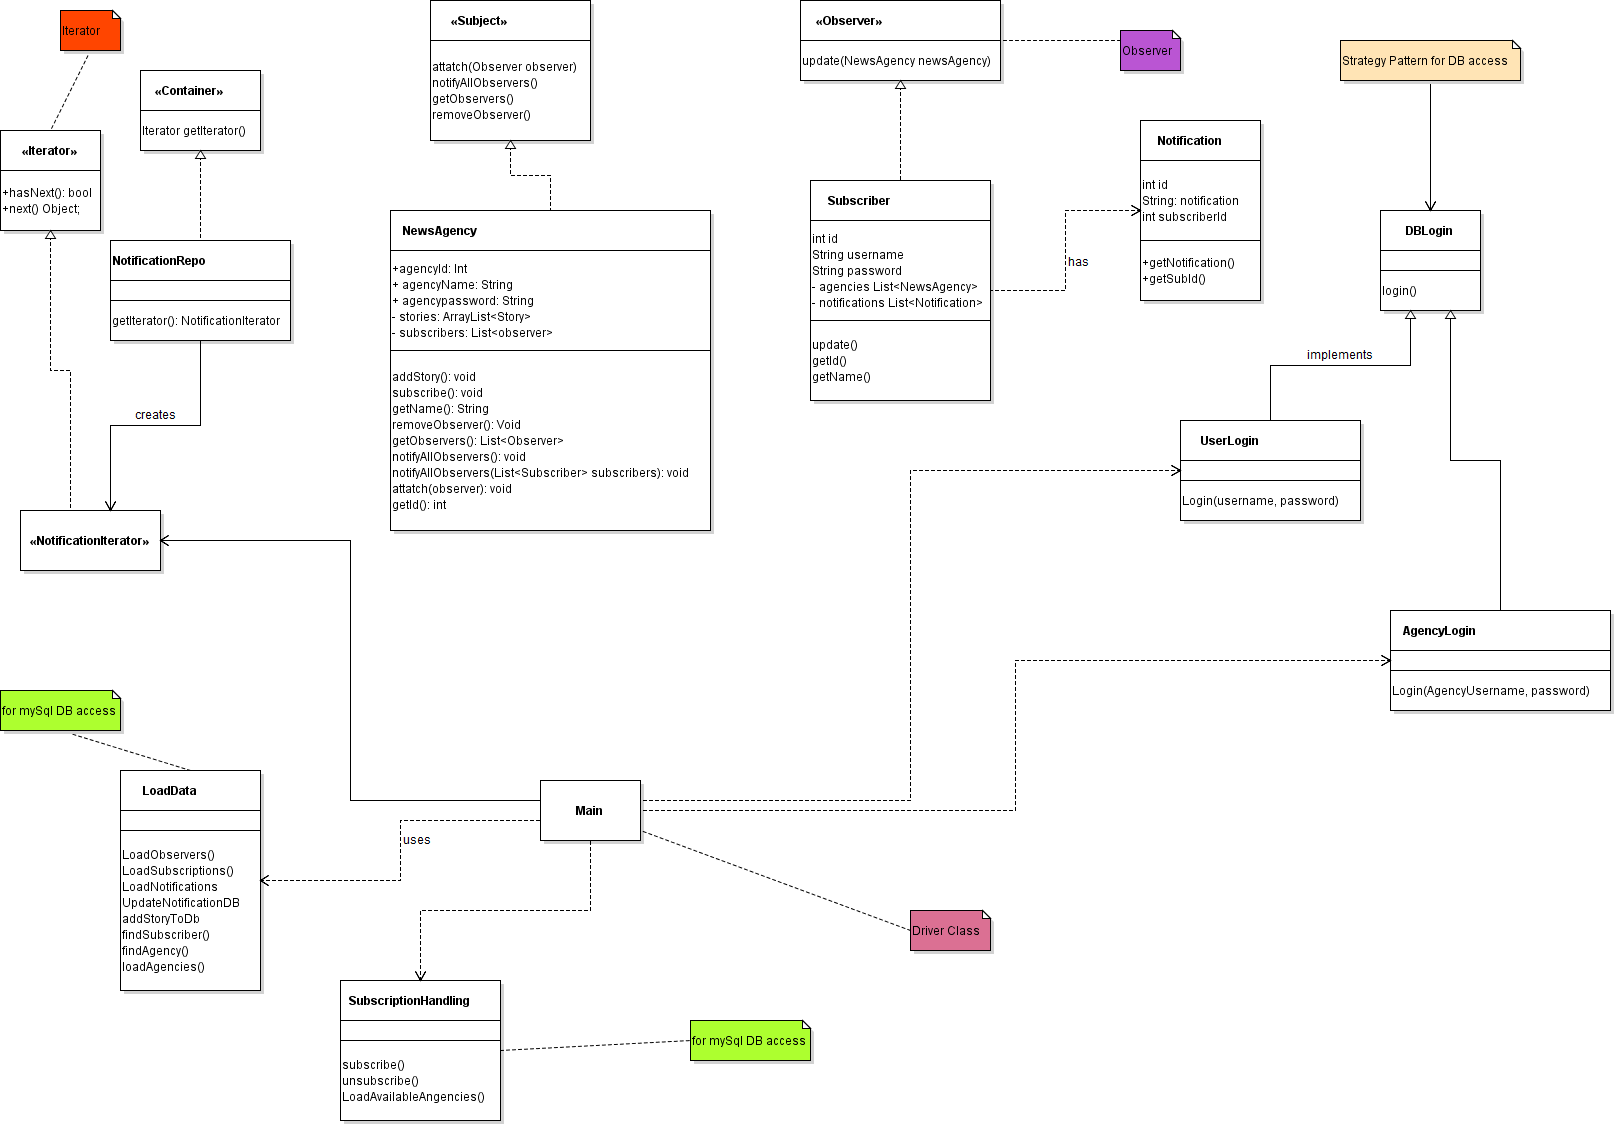 Iterator
«Iterator»
+hasNext(): bool
+next() Object;
«Container»
Iterator getIterator()
NotificationRepo
getIterator(): NotificationIterator
creates
«NotificationIterator»
«Subject»
attatch(Observer observer)
notifyAllObservers()
getObservers()
removeObserver()
NewsAgency
+agencyId: Int
+ agencyName: String
+ agencypassword: String
- stories: ArrayList<Story>
- subscribers: List<observer>
addStory(): void
subscribe(): void
getName(): String
removeObserver(): Void
getObservers(): List<Observer>
notifyAllObservers(): void
notifyAllObservers(List<Subscriber> subscribers): void
attatch(observer): void
getId(): int
«Observer»
update(NewsAgency newsAgency)
Observer
Subscriber
int id
String username
String password
- agencies List<NewsAgency>
- notifications List<Notification>
update()
getId()
getName()
has
Notification
int id
String: notification
int subscriberId
+getNotification()
+getSubId()
Strategy Pattern for DB access
DBLogin
login()
implements
UserLogin
Login(username, password)
AgencyLogin
Login(AgencyUsername, password)
for mySql DB access
LoadData
LoadObservers()
LoadSubscriptions()
LoadNotifications
UpdateNotificationDB
addStoryToDb
findSubscriber()
findAgency()
loadAgencies()
uses
Main
Driver Class
SubscriptionHandling
subscribe()
unsubscribe()
LoadAvailableAngencies()
for mySql DB access